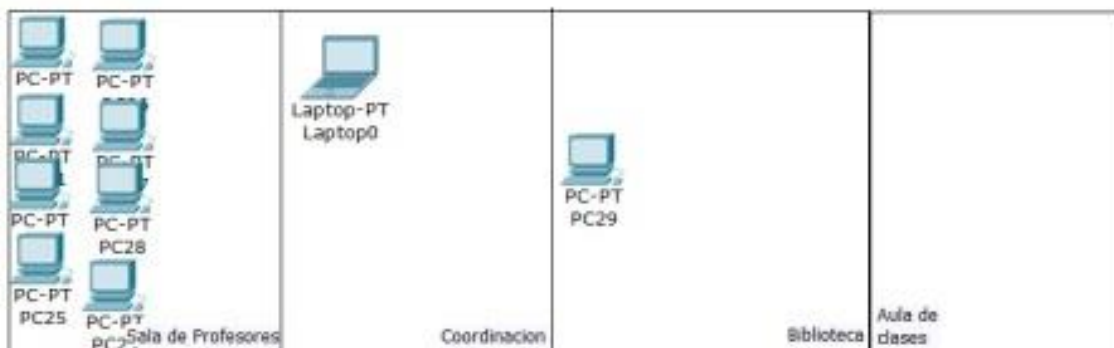 PC-PT
PC-PT
PC-PT
PC-PT
PC-PT
PC-PT
PC28
PC-PT
PC25
PC-PT
Sala de Profesores
Laptop-PT
Laptop0
Coordinacion
PC-PT
PC29
Biblioteca
Aula de
clases